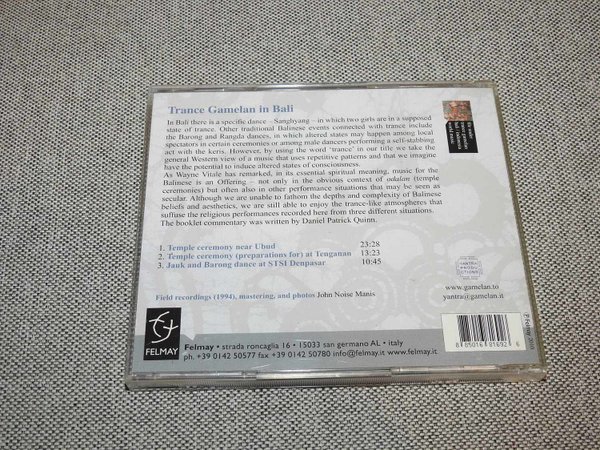 Trance Gamelan in Bali
In Bali there is a specific dance – Sanghyang – in which two girls are in a supposed
state of trance. Other traditional Balinese events connected with trance include
the Barong and Rangda dances, in which altered states may happen among local
spectators in certain ceremonies or among male dancers performing a self-stabbing
act with the keris. However, by using the word 'trance' in our title we take the
general Western view of a music that uses repetitive patterns and that we imagine
have the potential to induce altered states of consciousness.
As Wayne Vitale has remarked, in its essential spiritual meaning, music for the
Balinese is an Offering – not only in the obvious context of odalan (temple
ceremonies) but often also in other performance situations that may be seen as
secular. Although we are unable to fathom the depths and complexity of Balinese
beliefs and aesthetics, we are still able to enjoy the trance-like atmospheres that
suffuse the religious performances recorded here from three different situations.
The booklet commentary was written by Daniel Patrick Quinn.
1. Temple ceremony near Ubud 23:28
2. Temple ceremony (preparations for) at Tenganan 13:23
3. Jauk and Barong dance at STSI Denpasar 10:45
Field recordings (1994), mastering, and photos John Noise Manis
YANTRA
PRODUCTIONS
www.gamelan.to
yantra@gamelan.it
FELMAY
Felmay • strada roncaglia 16 • 15033 san germano AL • italy
ph. +39 0142 50577 fax +39 0142 50780 info@felmay.it www.felmay.it
8 85016 81692 6